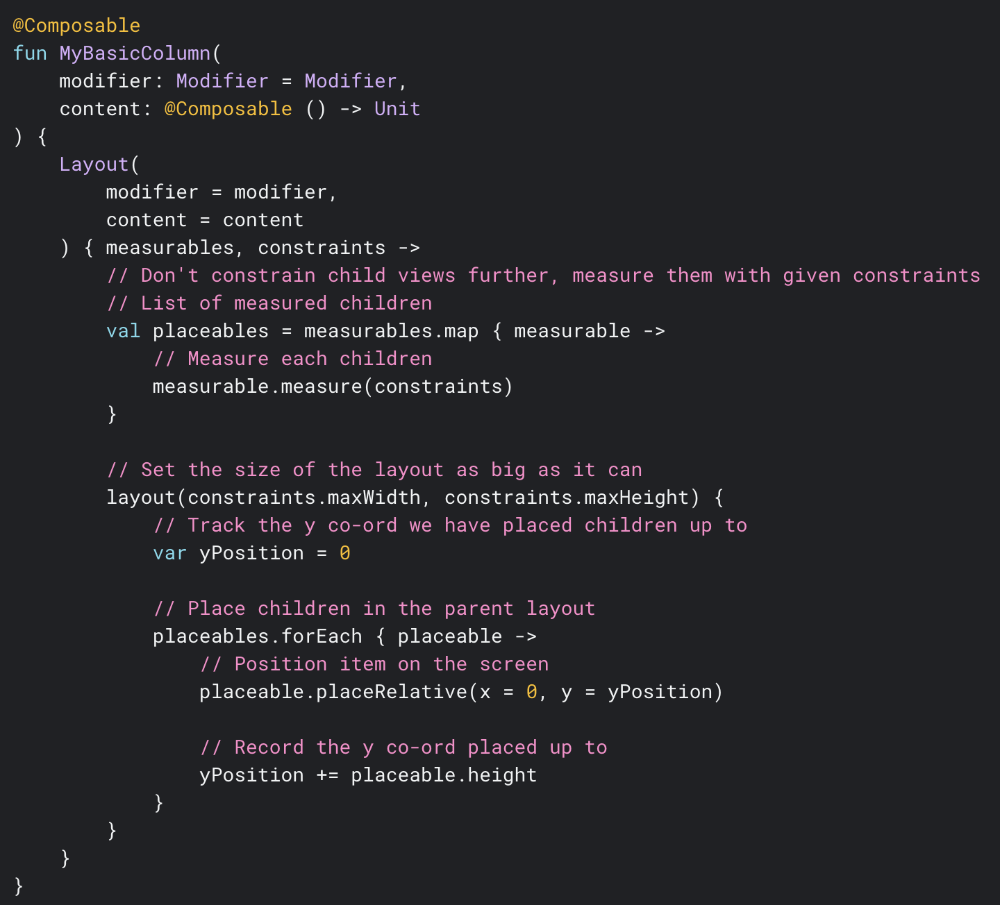 @Composable
fun MyBasicColumn(
    modifier: Modifier = Modifier,
    content: @Composable () -> Unit
) {
    Layout(
        modifier = modifier,
        content = content
    ) { measurables, constraints ->
        // Don't constrain child views further, measure them with given constraints
        // List of measured children
        val placeables = measurables.map { measurable ->
            // Measure each children
            measurable.measure(constraints)
        }

        // Set the size of the layout as big as it can
        layout(constraints.maxWidth, constraints.maxHeight) {
            // Track the y co-ord we have placed children up to
            var yPosition = 0

            // Place children in the parent layout
            placeables.forEach { placeable ->
                // Position item on the screen
                placeable.placeRelative(x = 0, y = yPosition)

                // Record the y co-ord placed up to
                yPosition += placeable.height
            }
        }
    }
}